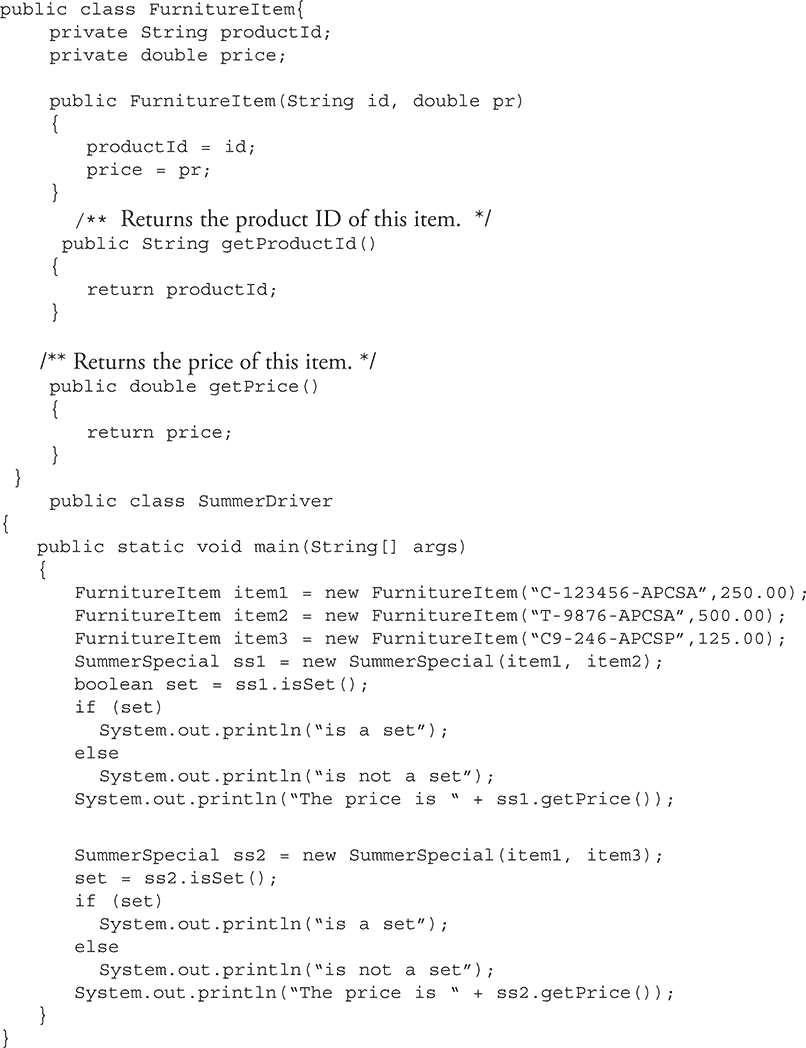 public class FurnitureItem{
private String productId;
private double price;
public FurnitureItem(String id, double pr)
{
productId = id;
price = pr;
}
/** Returns the product ID of this item. */
public String getProductId()
{
return productId;
}
/** Returns the price of this item. */
public double getPrice()
{
return price;
}
}
public class SummerDriver
{
public static void main(String[] args)
{
FurnitureItem item1 = new FurnitureItem(“C-123456-APCSA”,250.00);
FurnitureItem item2 = new FurnitureItem(“T-9876-APCSA”,500.00);
FurnitureItem item3 = new FurnitureItem(“C9-246-APCSP”,125.00);
SummerSpecial ss1 = new SummerSpecial(item1, item2);
boolean set = ss1.isSet();
if (set)
System.out.println(“is a set”);
else
System.out.println(“is not a set”);
System.out.println(“The price is “ + ss1.getPrice());
SummerSpecial ss2 = new SummerSpecial(item1, item3);
set = ss2.isSet();
if (set)
System.out.println(“is a set”);
else
System.out.println(“is not a set”);
System.out.println(“The price is “ + ss2.getPrice());
}
}